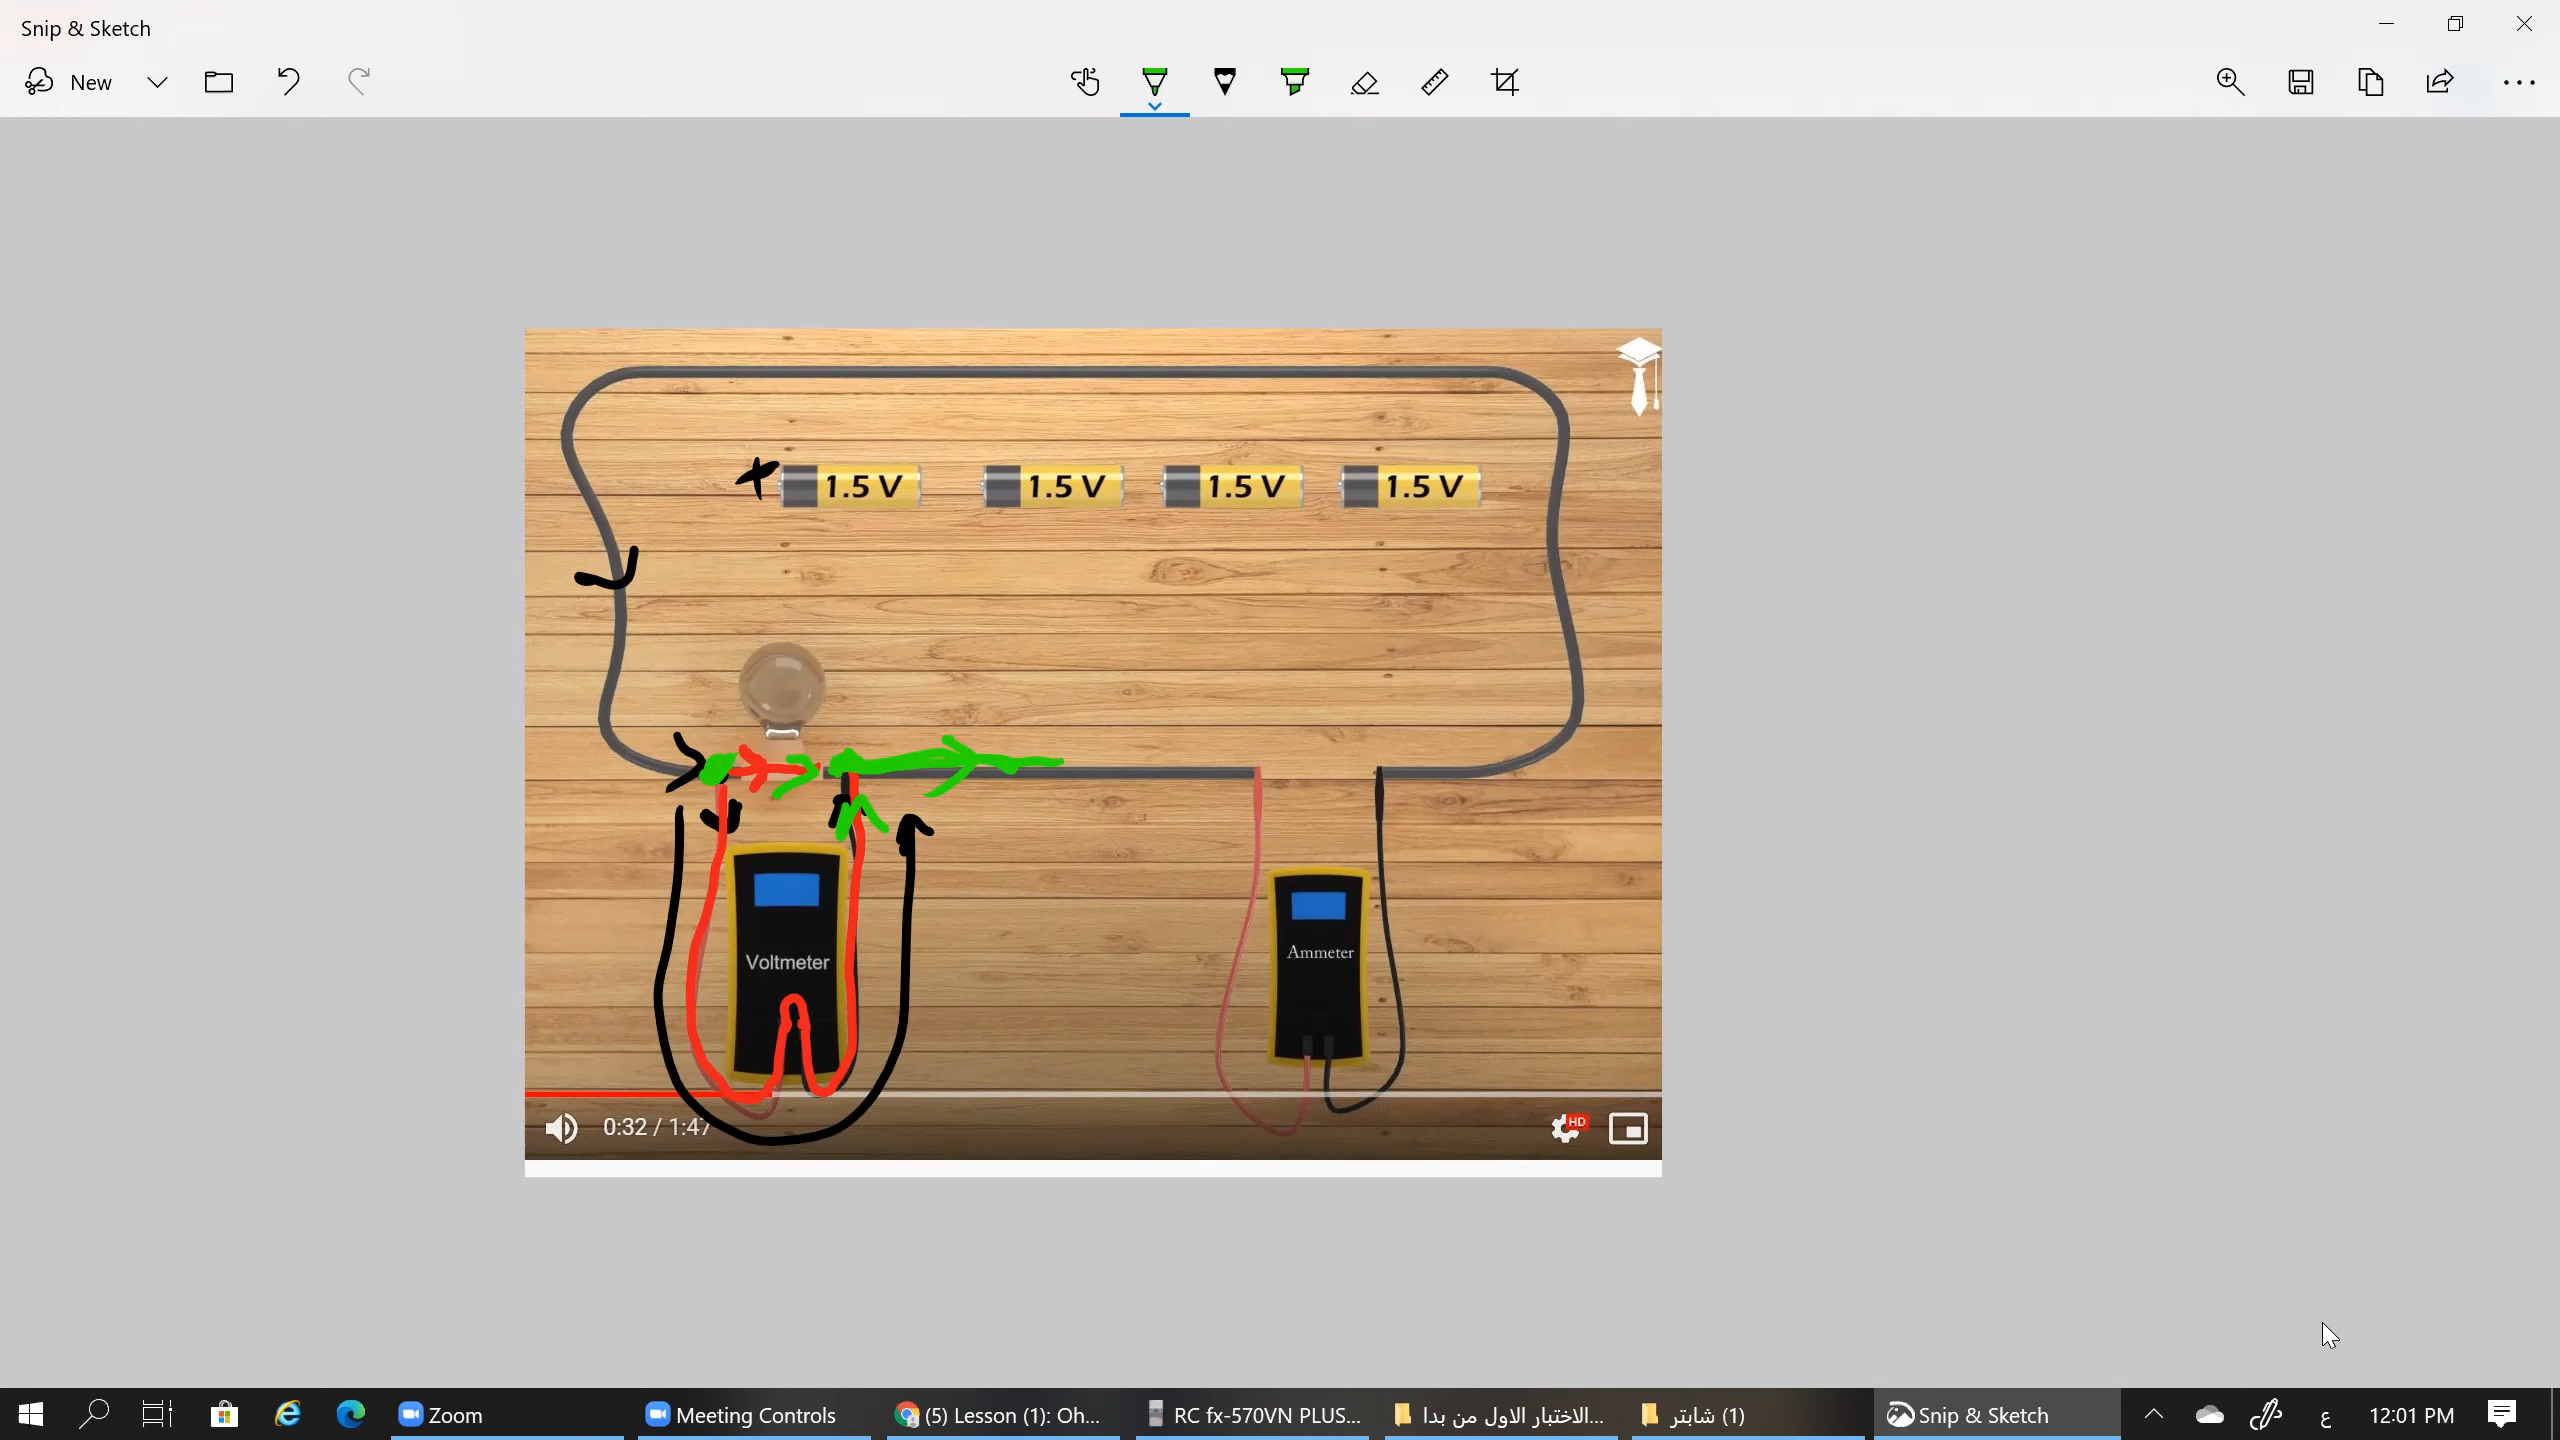 Snip & Sketch
New
1.5 V 1.5 V 1.5 V 1.5 V
Voltmeter
Ammeter
0:32 / 1:47
HD
Zoom
Meeting Controls
(5) Lesson (1): Oh...
RC fx-570VN PLUS...
الاختبار الاول من بدا...
شابتر (1)
Snip & Sketch
ع
12:01 PM